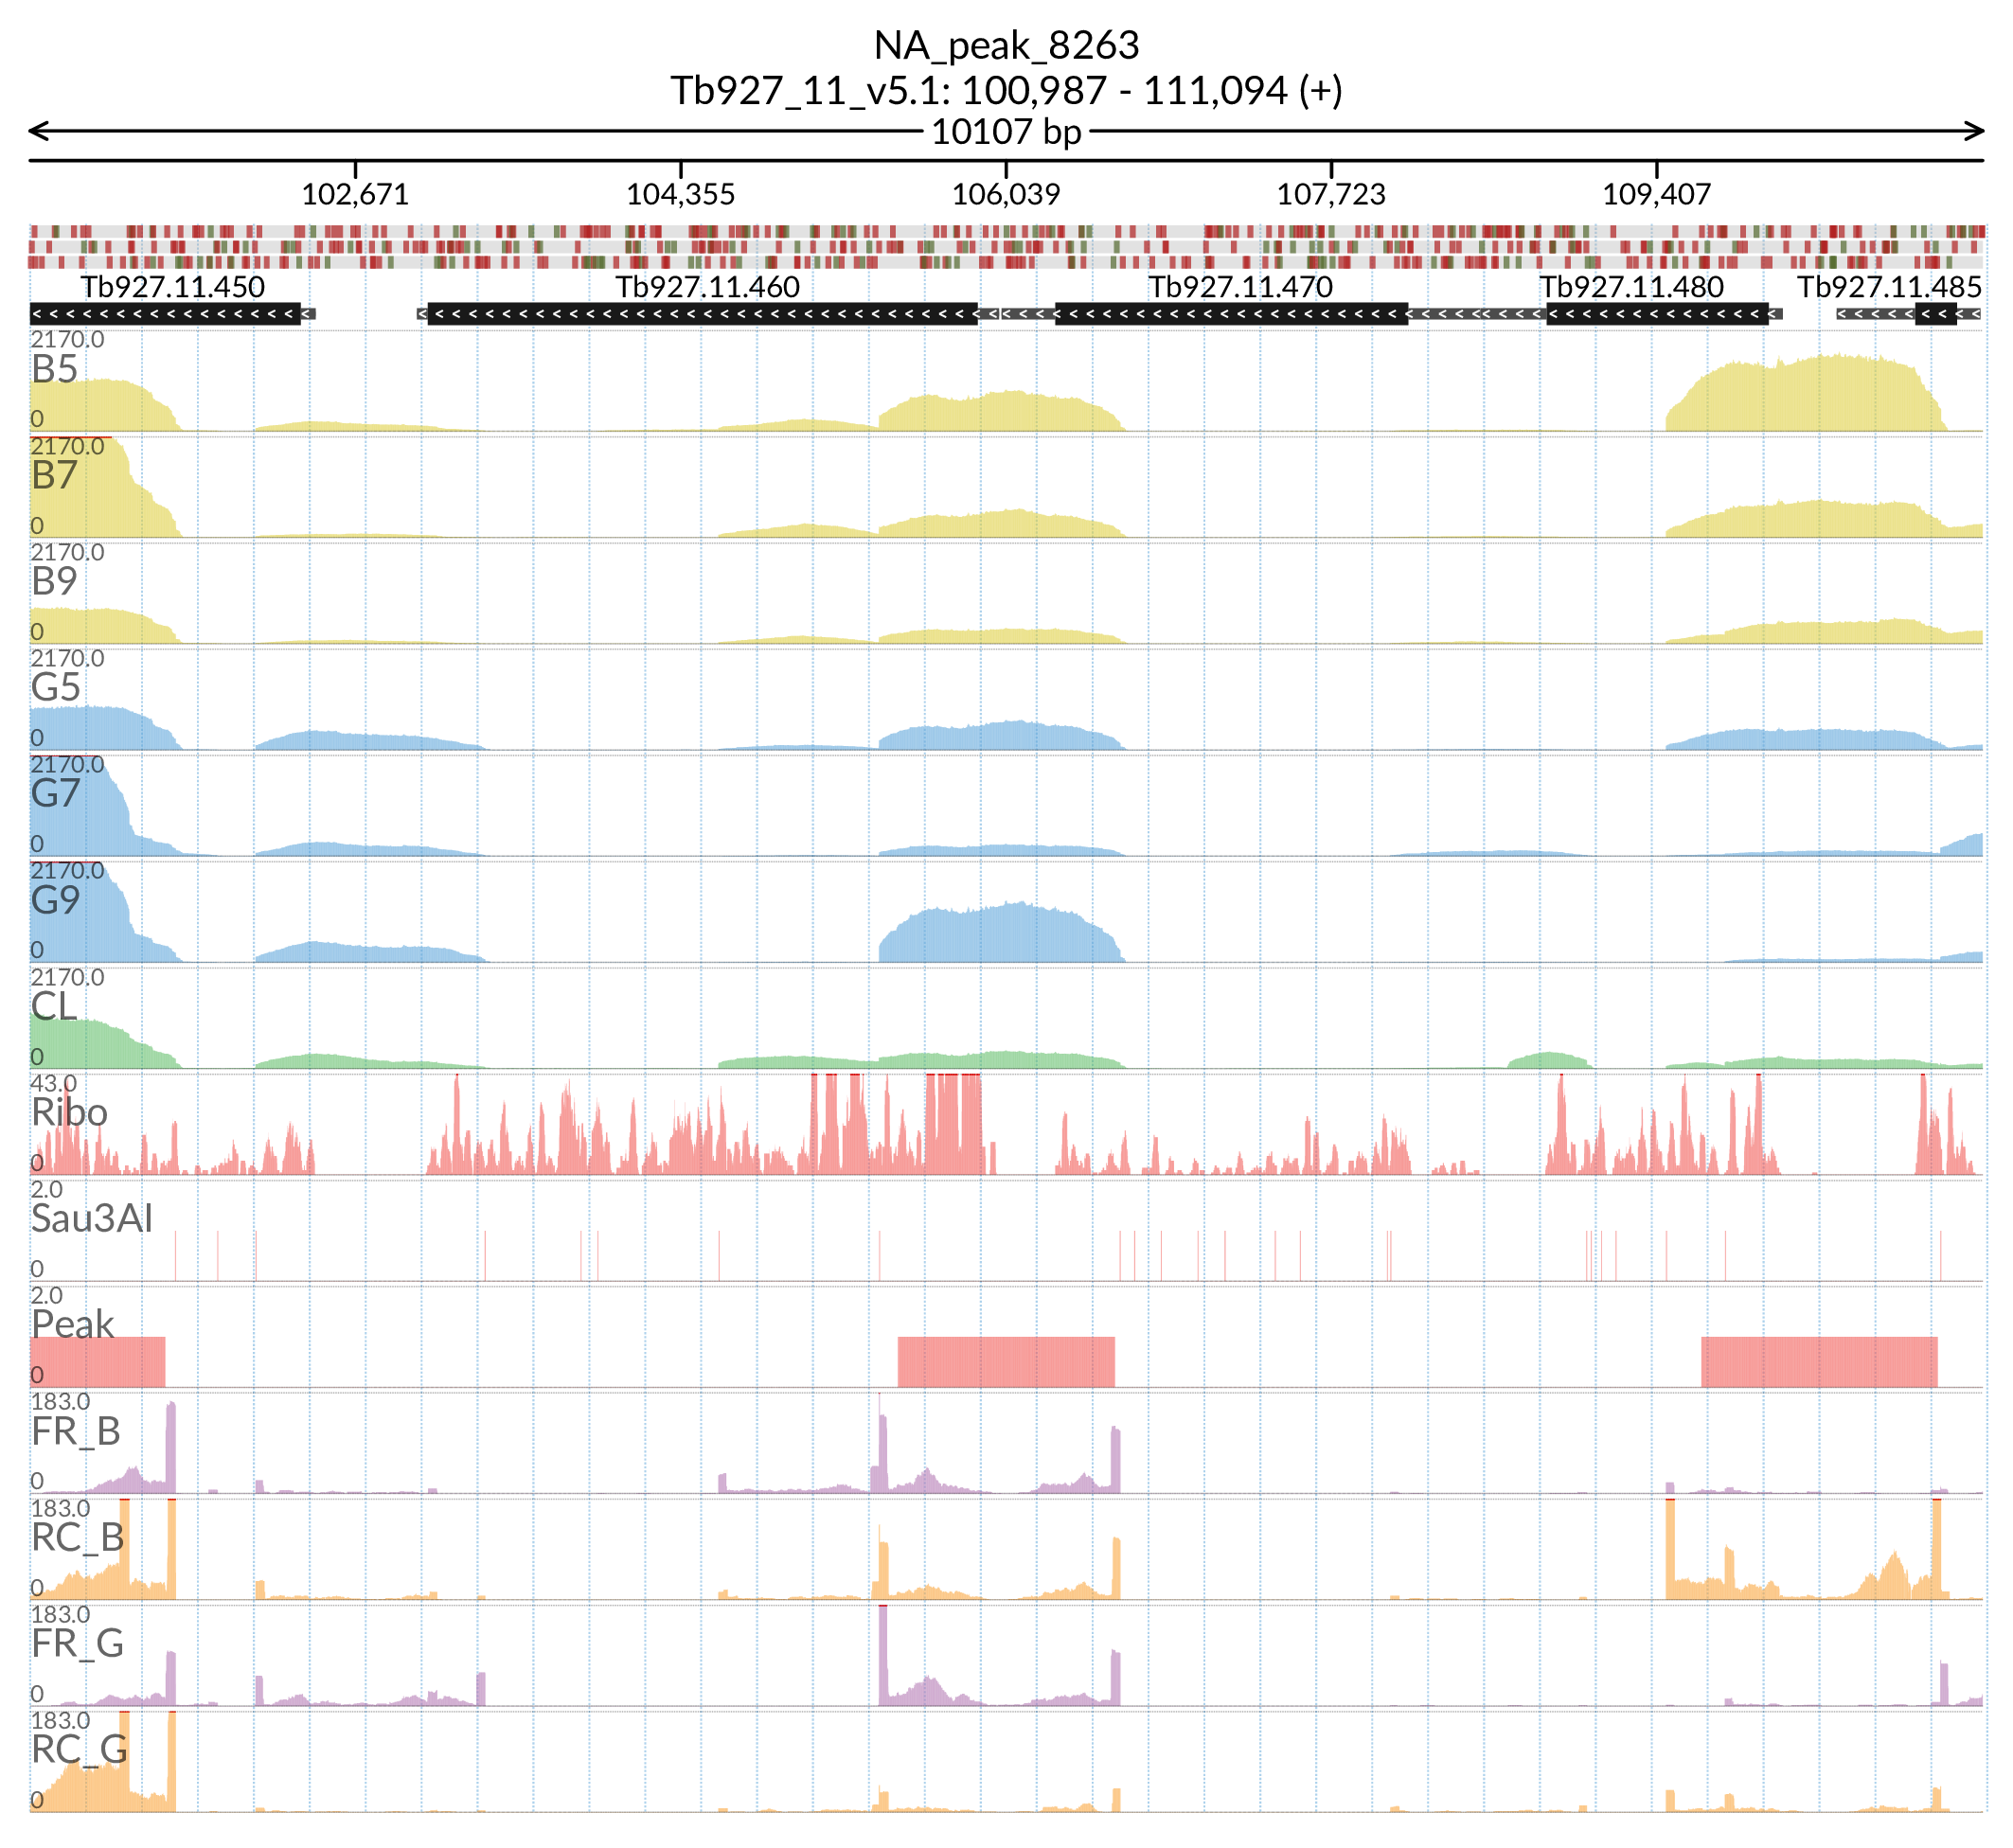 NA_peak_8263
Tb927_11_v5.1: 100,987 - 111,094 (+)
10107 bp
102,671 104,355 106,039 107,723 109,407
Tb927.11.450 Tb927.11.460 Tb927.11.470 Tb927.11.480 Tb927.11.485
2170.0
B5
0
2170.0
B7
0
2170.0
B9
0
2170.0
G5
0
2170.0
G7
0
2170.0
G9
0
2170.0
CL
0
43.0
Ribo
0
2.0
Sau3AI
0
2.0
Peak
0
183.0
FR_B
0
183.0
RC_B
0
183.0
FR_G
0
183.0
RC_G
0